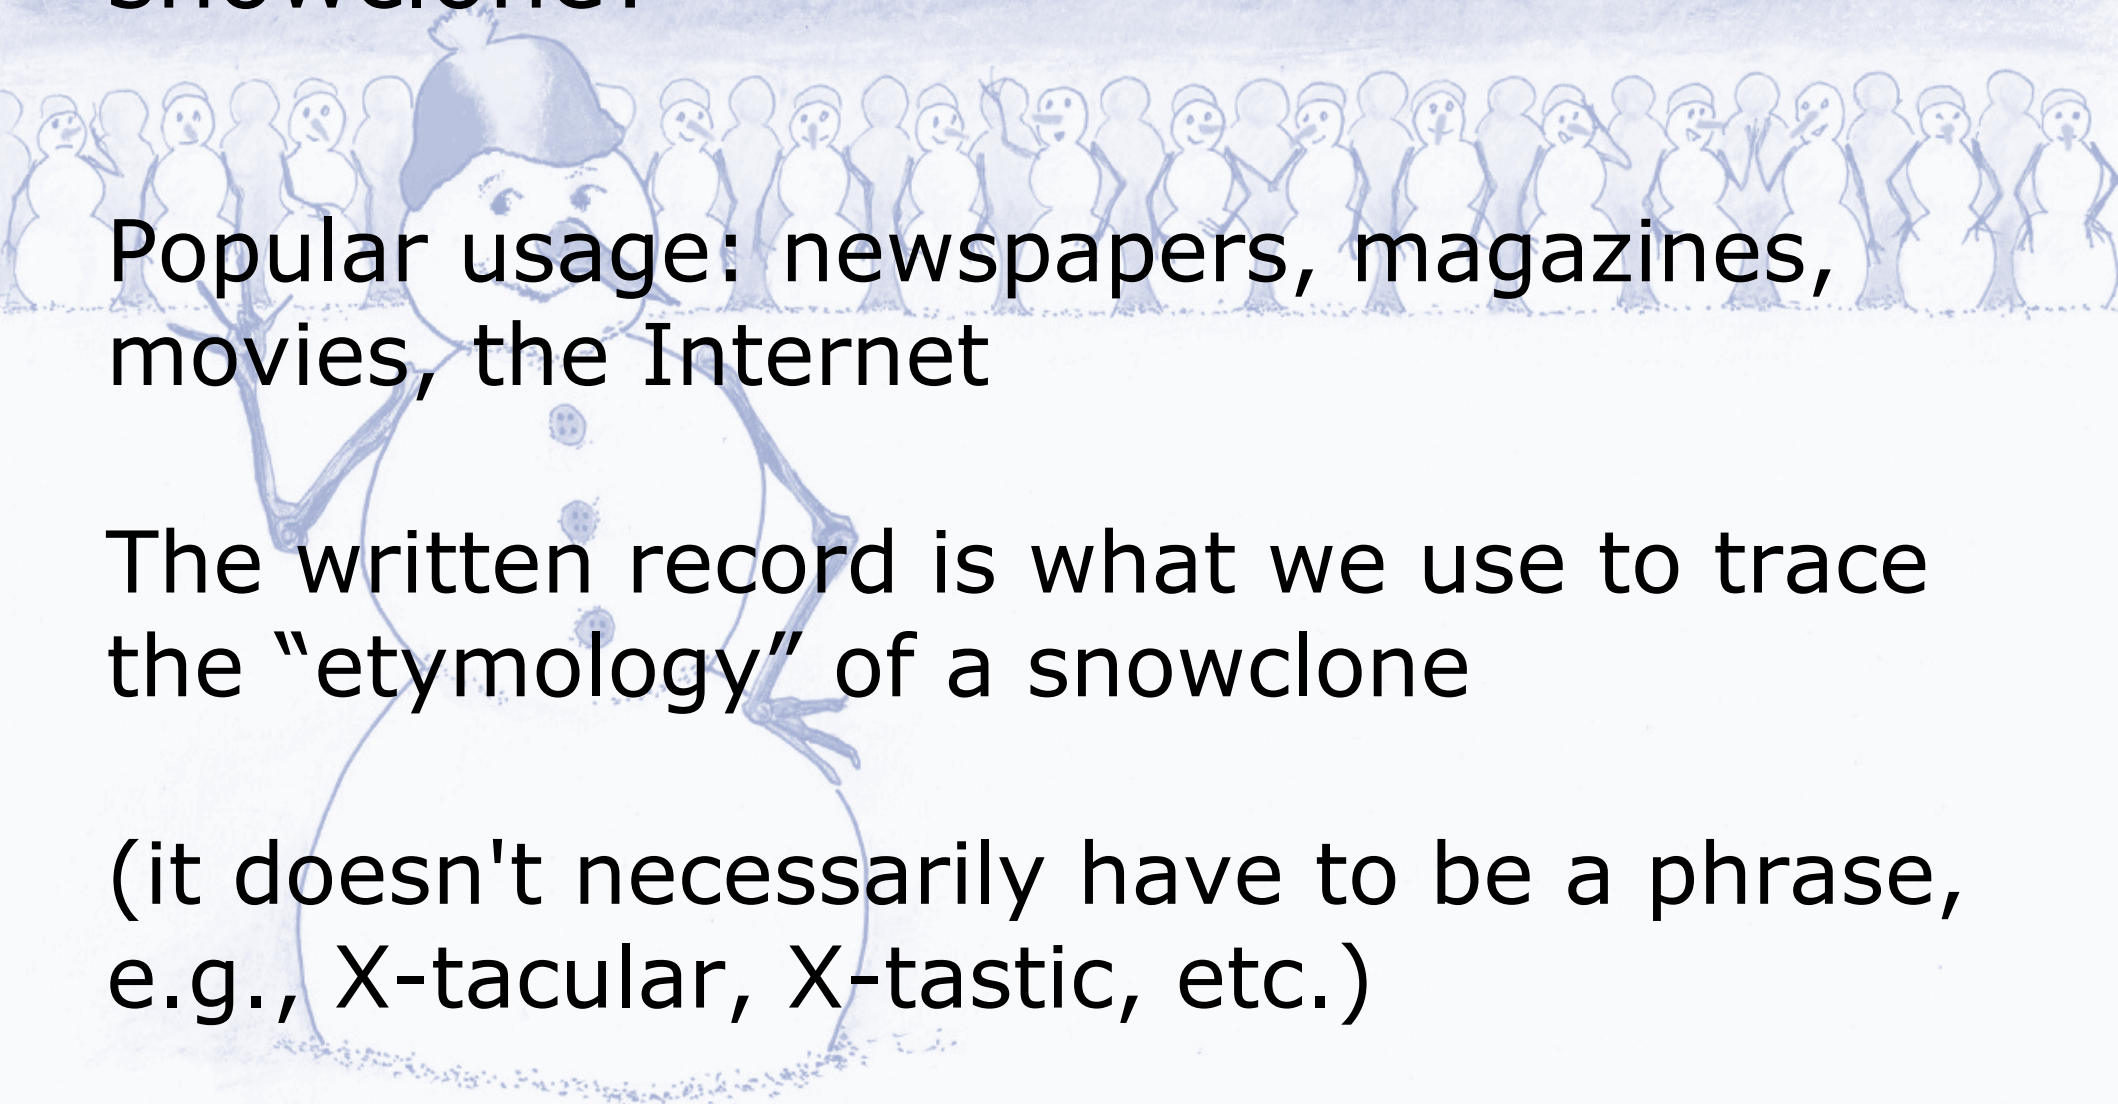 snowclone?
Popular usage: newspapers, magazines,
movies, the Internet
The written record is what we use to trace
the “etymology” of a snowclone
(it doesn't necessarily have to be a phrase,
e.g., X-tacular, X-tastic, etc.)